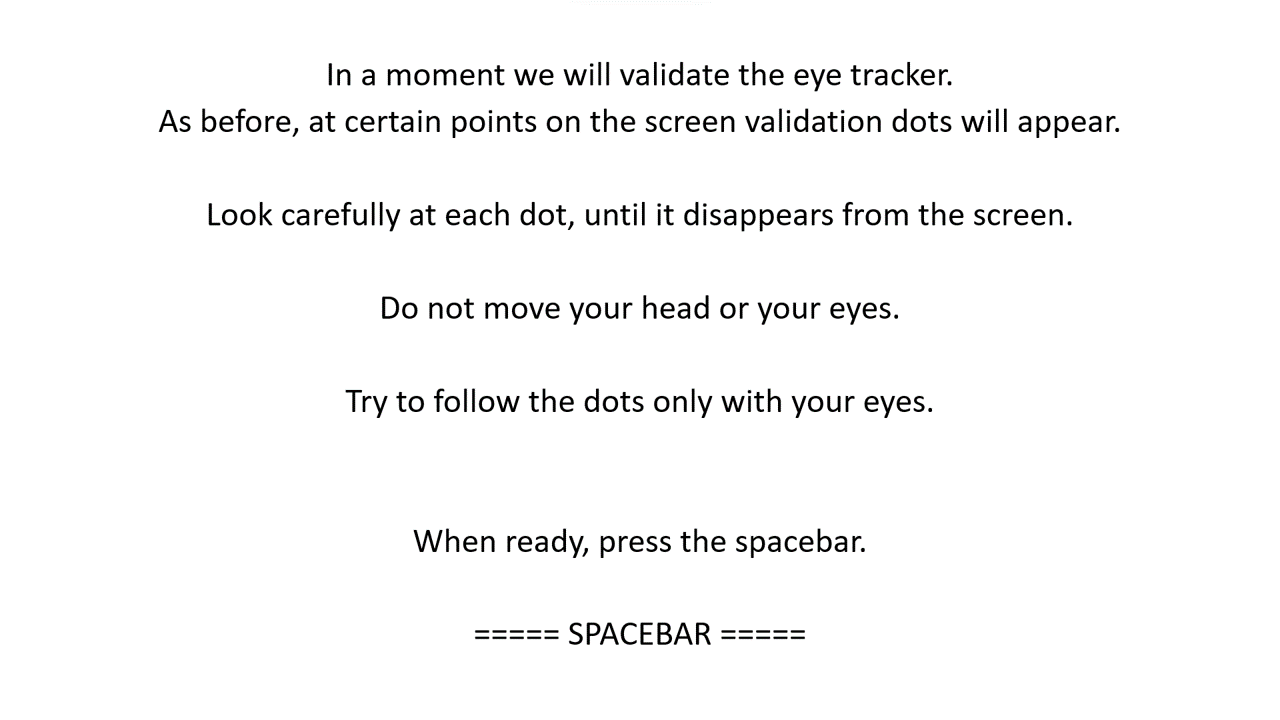 In a moment we will validate the eye tracker.
As before, at certain points on the screen validation dots will appear.
Look carefully at each dot, until it disappears from the screen.
Do not move your head or your eyes.
Try to follow the dots only with your eyes.
When ready, press the spacebar.
===== SPACEBAR =====